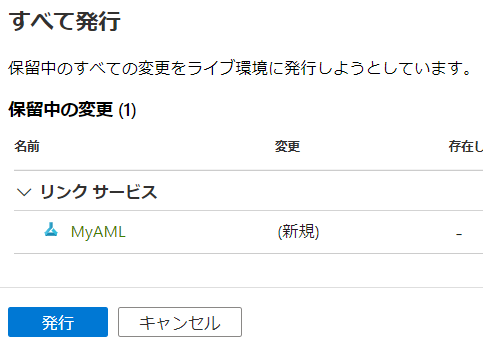 すべて発行
保留中のすべての変更をライブ環境に発行しようとしています。
保留中の変更 (1)
名前 変更 存在し
リンク サービス
MyAML (新規) -
発行 キャンセル